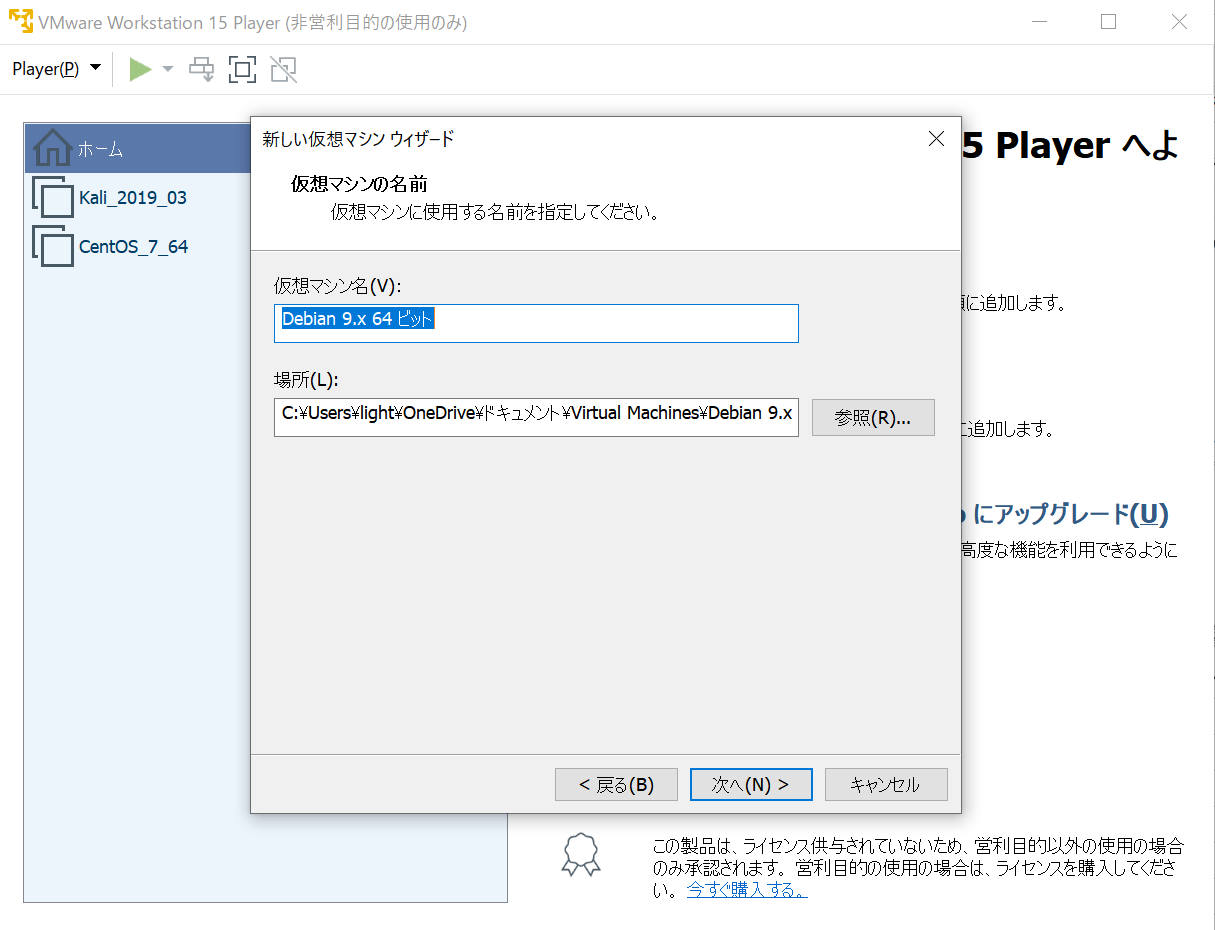 VMware Workstation 15 Player (非営利目的の使用のみ)
Player(P)
ホーム
Kali_2019_03
CentOS_7_64
新しい仮想マシン ウィザード
仮想マシンの名前
仮想マシンに使用する名前を指定してください。
仮想マシン名(V):
Debian 9.x 64 ビット
場所(L):
C:¥Users¥light¥OneDrive¥ドキュメント¥Virtual Machines¥Debian 9.x
参照(R)...
< 戻る(B)
次へ(N) >
キャンセル
5 Player へよ
に追加します。
に追加します。
にアップグレード(U)
高度な機能を利用できるように
この製品は、ライセンス供与されていないため、営利目的以外の使用の場合
のみ承認されます。営利目的の使用の場合は、ライセンスを購入してくださ
い。 今すぐ購入する。